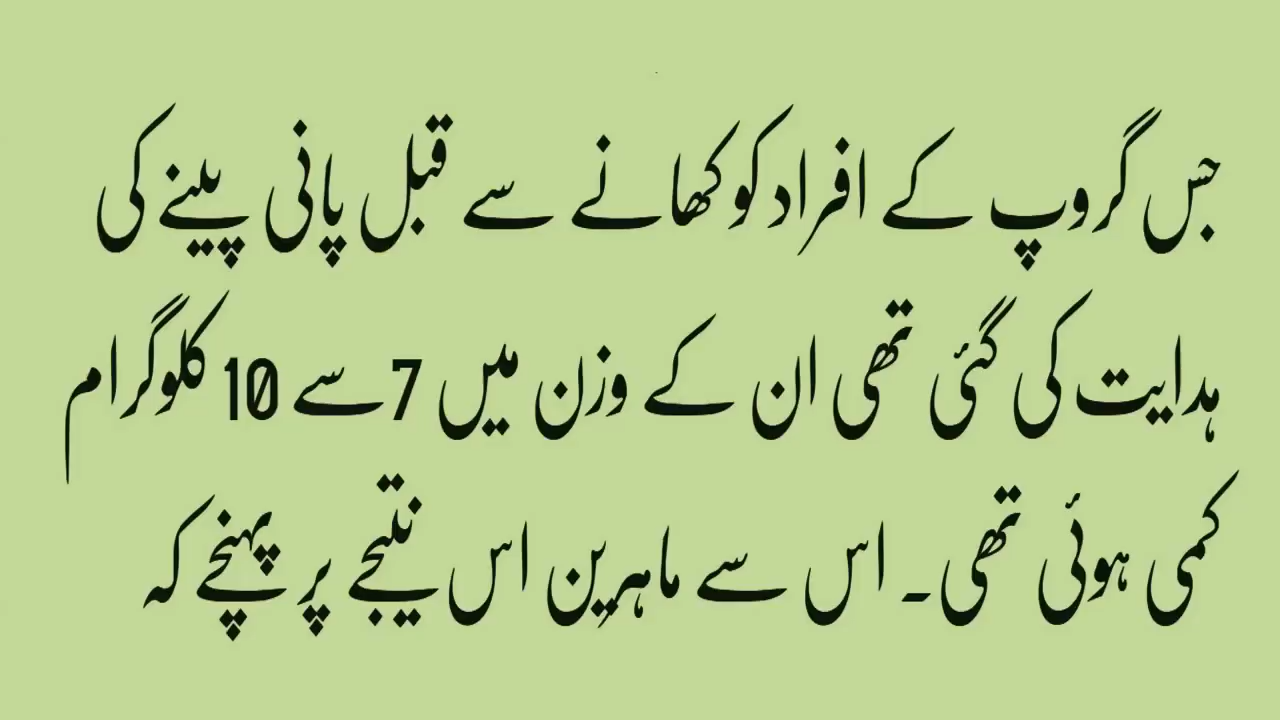 جس گروپ کے افراد کو کھانے سے قبل پانی پینے کی
ہدایت کی گئی تھی ان کے وزن میں 7 سے 10 کلوگرام
کمی ہوئی تھی۔ اس سے ماہرین اس نتیجے پر پہنچے کہ